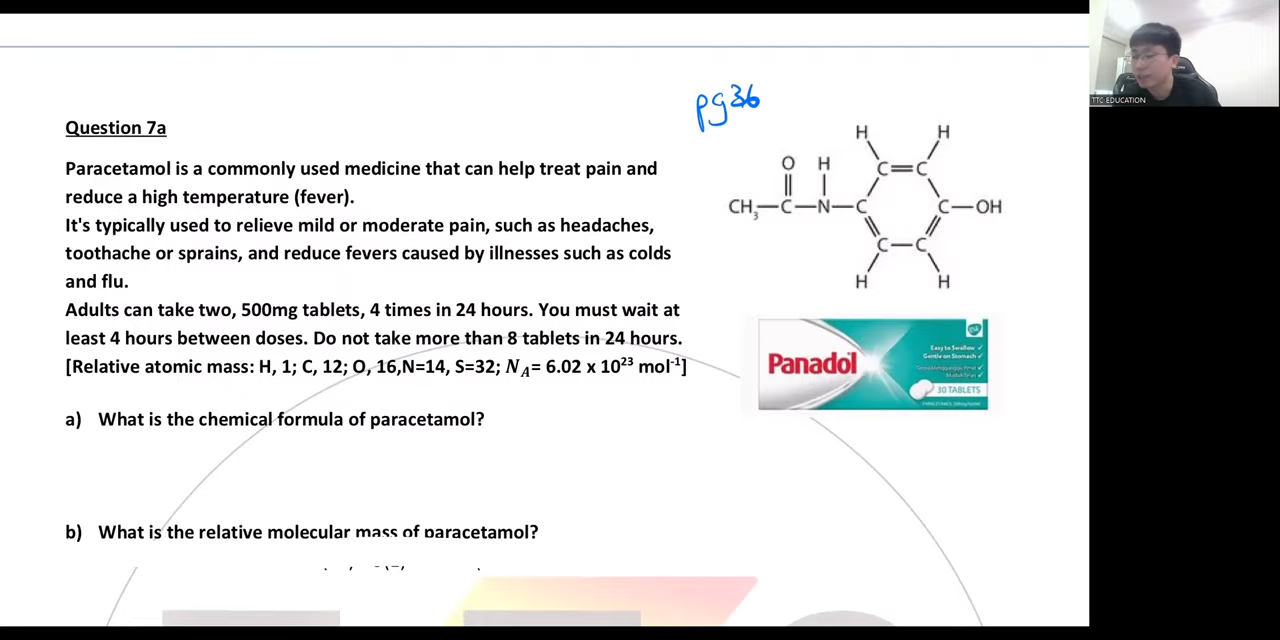 pg36
Question 7a
Paracetamol is a commonly used medicine that can help treat pain and
reduce a high temperature (fever).
It's typically used to relieve mild or moderate pain, such as headaches,
toothache or sprains, and reduce fevers caused by illnesses such as colds
and flu.
Adults can take two, 500mg tablets, 4 times in 24 hours. You must wait at
least 4 hours between doses. Do not take more than 8 tablets in 24 hours.
[Relative atomic mass: H, 1; C, 12; O, 16,N=14, S=32; N_A= 6.02 x 10²³ mol⁻¹]
a) What is the chemical formula of paracetamol?
b) What is the relative molecular mass of paracetamol?
H H
O H C=C
CH₃—C—N—C C—OH
C—C
H H
Panadol
Easy to Swallow ✓
Gentle on Stomach ✓
30 TABLETS
TTC EDUCATION